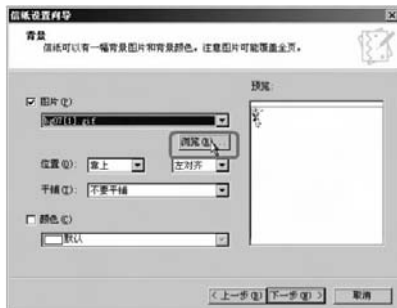 信纸设置向导
背景
信纸可以有一幅背景图片和背景颜色。注意图片可能覆盖全页。
预览:
图片(P)
bg07[1].gif
浏览(B)...
位置(O): 靠上 左对齐
平铺(T): 不要平铺
颜色(C)
默认
<上一步(B) 下一步(N)> 取消